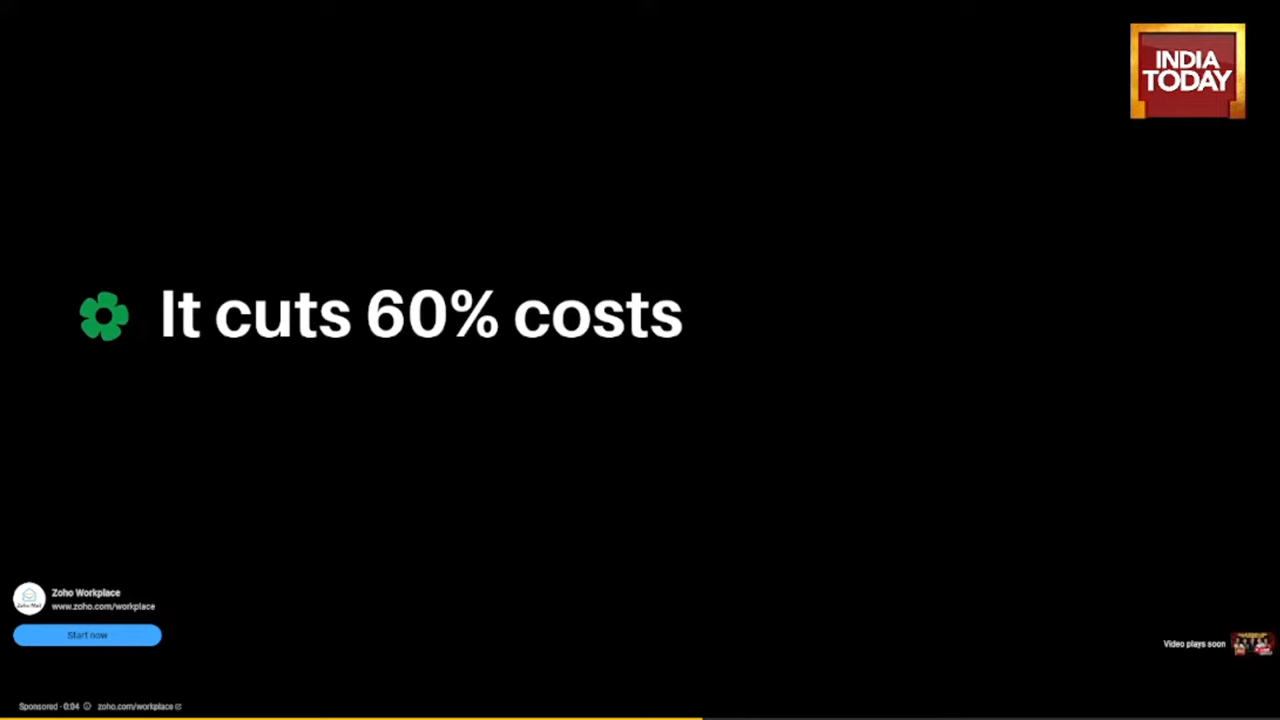 INDIA
TODAY
It cuts 60% costs
Zoho Workplace
www.zoho.com/workplace
Start now
Video plays soon
Sponsored · 0:04
zoho.com/workplace